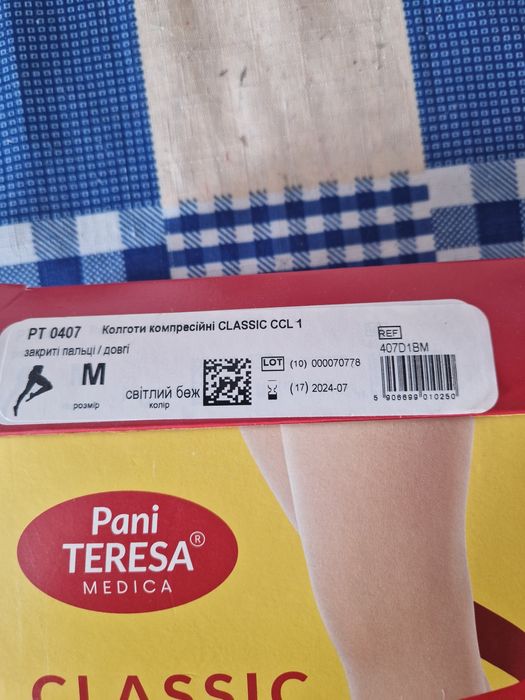 PT 0407 Колготи компресійні CLASSIC CCL 1
закриті пальці / довгі
M
розмір
світлий беж
колір
LOT (10) 000070778
(17) 2024-07
REF
407D1BM
5 906699 010250
Pani
TERESA®
MEDICA
CLASSIC